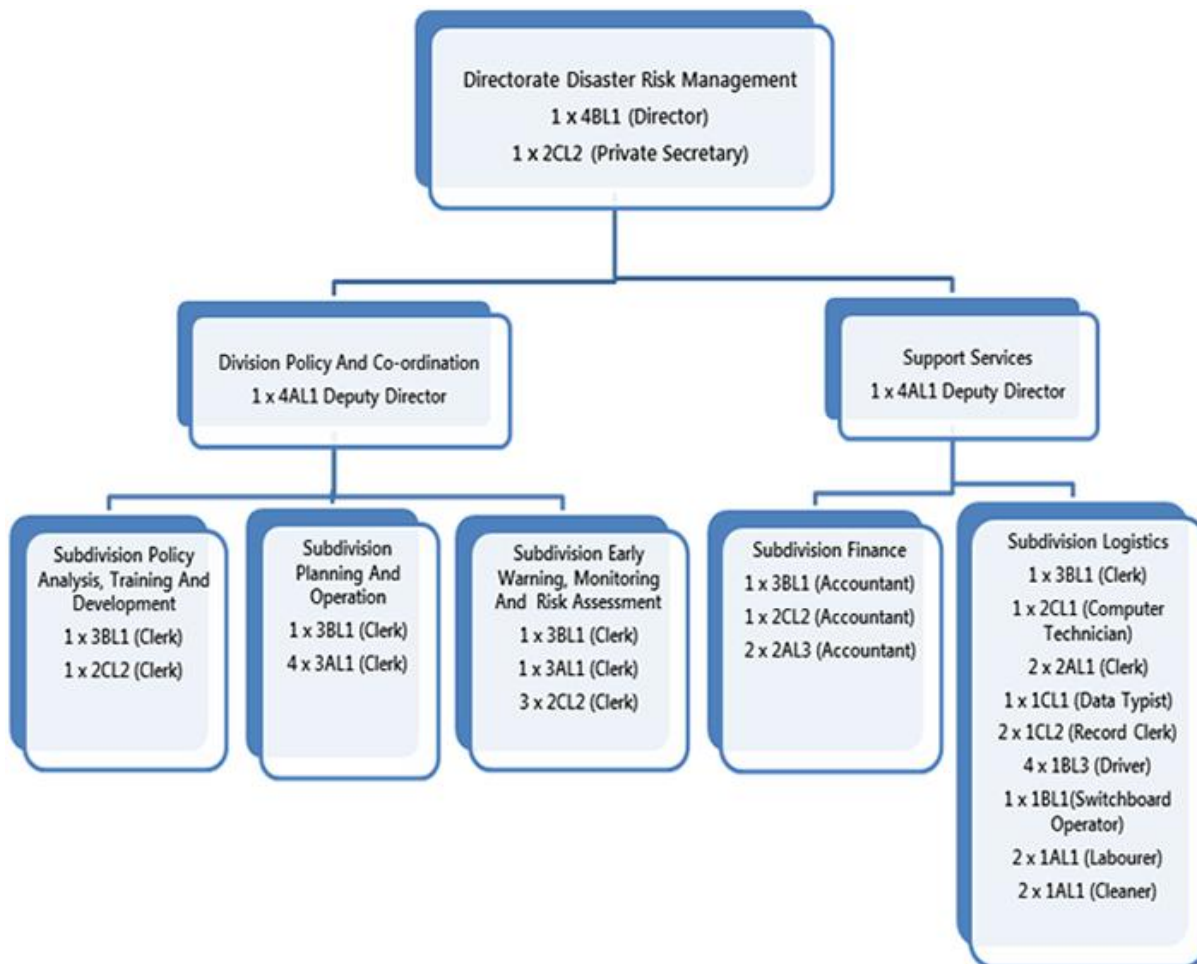 Directorate Disaster Risk Management
1 x 4BL1 (Director)
1 x 2CL2 (Private Secretary)
Division Policy And Co-ordination
1 x 4AL1 Deputy Director
Support Services
1 x 4AL1 Deputy Director
Subdivision Policy
Analysis, Training And
Development
1 x 3BL1 (Clerk)
1 x 2CL2 (Clerk)
Subdivision
Planning And
Operation
1 x 3BL1 (Clerk)
4 x 3AL1 (Clerk)
Subdivision Early
Warning, Monitoring
And Risk Assessment
1 x 3BL1 (Clerk)
1 x 3AL1 (Clerk)
3 x 2CL2 (Clerk)
Subdivision Finance
1 x 3BL1 (Accountant)
1 x 2CL2 (Accountant)
2 x 2AL3 (Accountant)
Subdivision Logistics
1 x 3BL1 (Clerk)
1 x 2CL1 (Computer
Technician)
2 x 2AL1 (Clerk)
1 x 1CL1 (Data Typist)
2 x 1CL2 (Record Clerk)
4 x 1BL3 (Driver)
1 x 1BL1(Switchboard
Operator)
2 x 1AL1 (Labourer)
2 x 1AL1 (Cleaner)